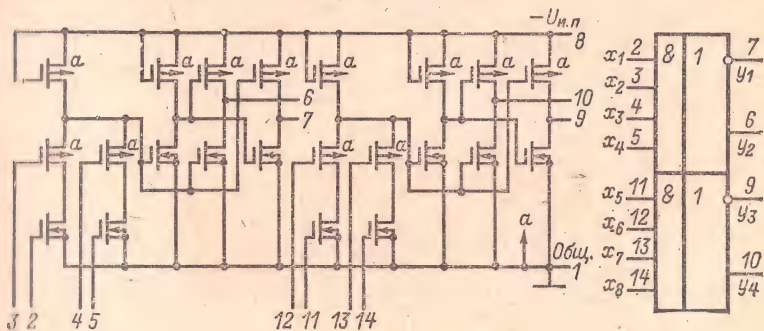 −Uи.п
8
a a a a a a a a
6
7
10
9
a a a a
a
Общ.
1
3 2 4 5 12 11 13 14
x1 2 & 1 7 y1
x2 3
x3 4 6 y2
x4 5
x5 11 & 1 9 y3
x6 12
x7 13 10 y4
x8 14